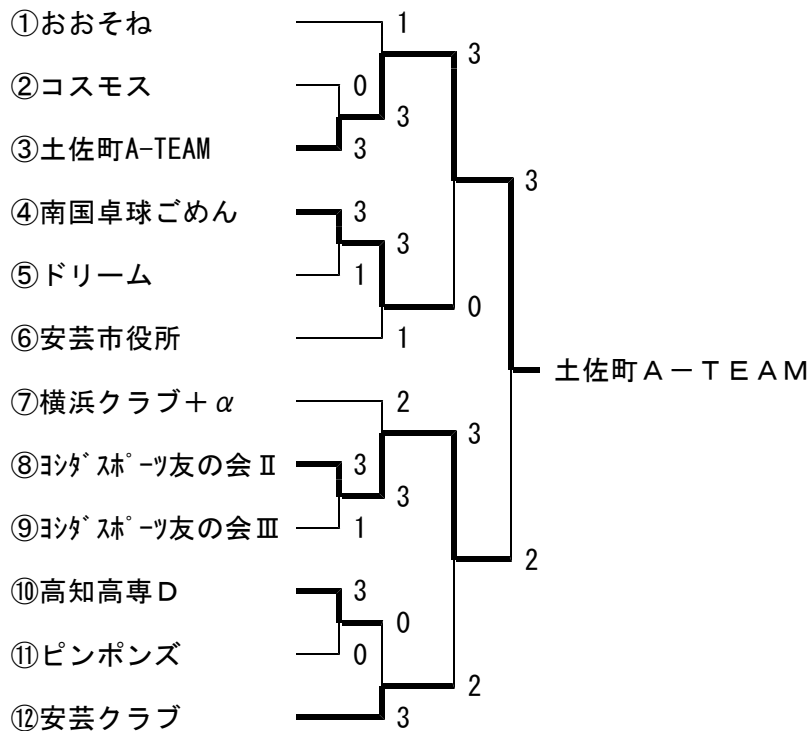 ①おおそね
1
3
②コスモス
0
3
③土佐町A-TEAM
3
3
④南国卓球ごめん
3
3
⑤ドリーム
1
0
⑥安芸市役所
1
土佐町A－TEAM
⑦横浜クラブ＋α
2
3
⑧ﾖｼﾀﾞｽﾎﾟｰﾂ友の会Ⅱ
3
3
⑨ﾖｼﾀﾞｽﾎﾟｰﾂ友の会Ⅲ
1
2
⑩高知高専D
3
0
⑪ピンポンズ
0
2
⑫安芸クラブ
3